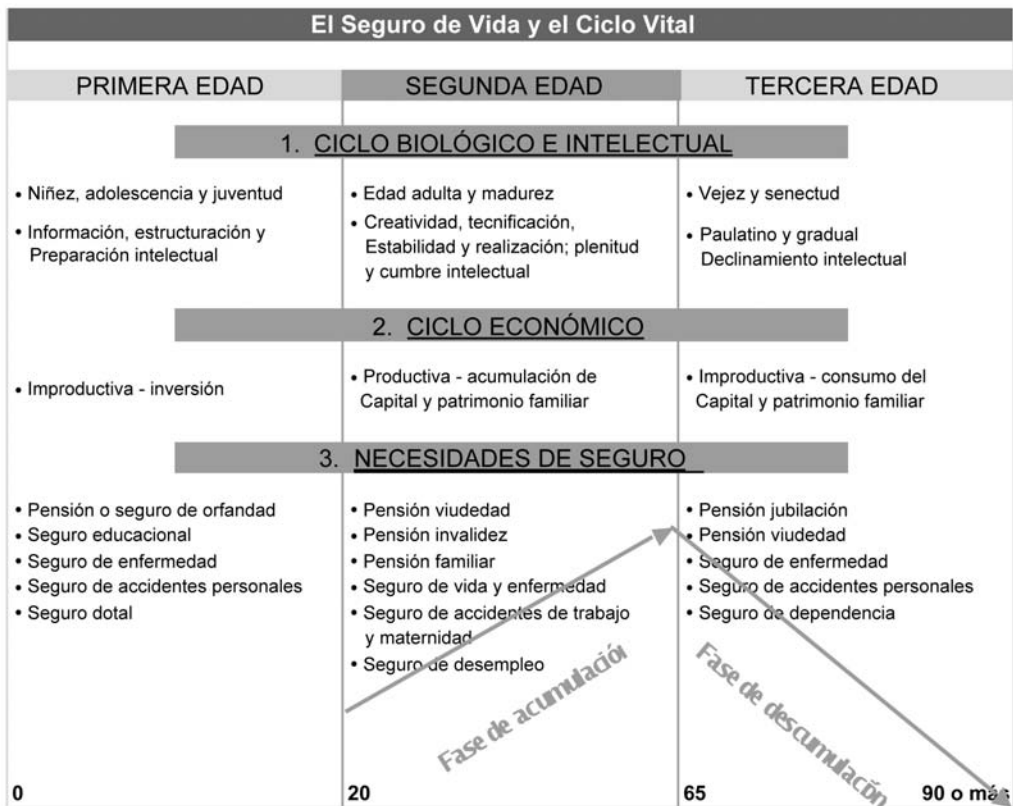 El Seguro de Vida y el Ciclo Vital
PRIMERA EDAD
SEGUNDA EDAD
TERCERA EDAD
1. CICLO BIOLÓGICO E INTELECTUAL
• Niñez, adolescencia y juventud
• Información, estructuración y
Preparación intelectual
• Edad adulta y madurez
• Creatividad, tecnificación,
Estabilidad y realización; plenitud
y cumbre intelectual
• Vejez y senectud
• Paulatino y gradual
Declinamiento intelectual
2. CICLO ECONÓMICO
• Improductiva - inversión
• Productiva - acumulación de
Capital y patrimonio familiar
• Improductiva - consumo del
Capital y patrimonio familiar
3. NECESIDADES DE SEGURO
• Pensión o seguro de orfandad
• Seguro educacional
• Seguro de enfermedad
• Seguro de accidentes personales
• Seguro dotal
• Pensión viudedad
• Pensión invalidez
• Pensión familiar
• Seguro de vida y enfermedad
• Seguro de accidentes de trabajo
y maternidad
• Seguro de desempleo
• Pensión jubilación
• Pensión viudedad
• Seguro de enfermedad
• Seguro de accidentes personales
• Seguro de dependencia
Fase de acumulación
Fase de descumulación
0
20
65
90 o más